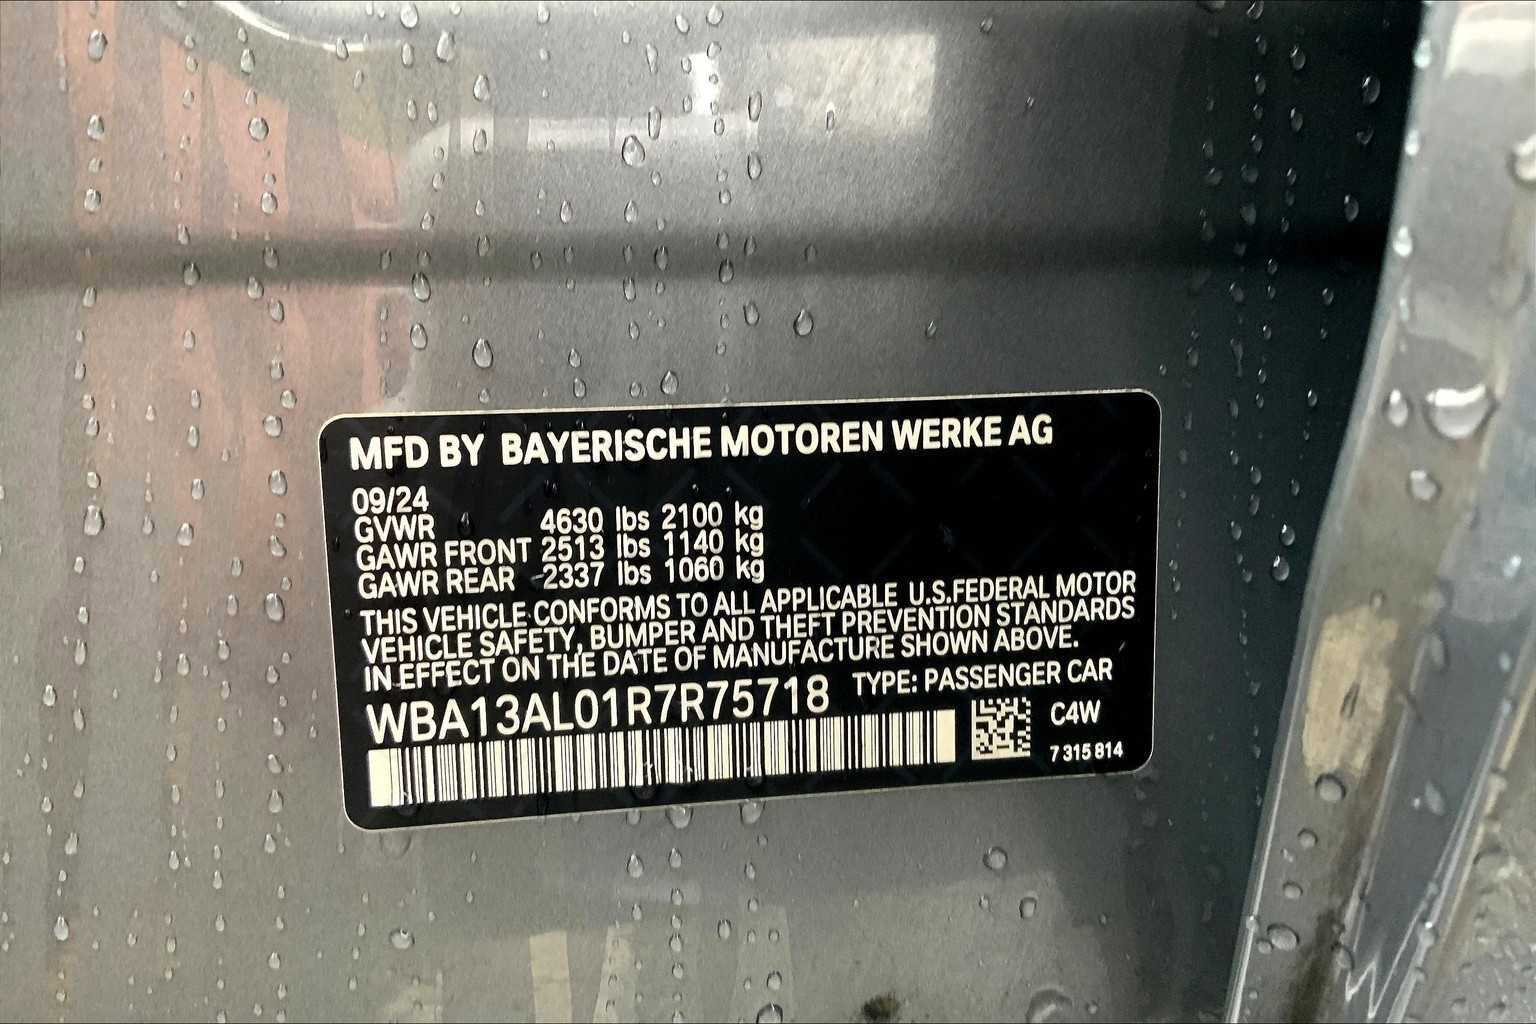 MFD BY BAYERISCHE MOTOREN WERKE AG
09/24
GVWR 4630 lbs 2100 kg
GAWR FRONT 2513 lbs 1140 kg
GAWR REAR 2337 lbs 1060 kg
THIS VEHICLE CONFORMS TO ALL APPLICABLE U.S.FEDERAL MOTOR
VEHICLE SAFETY, BUMPER AND THEFT PREVENTION STANDARDS
IN EFFECT ON THE DATE OF MANUFACTURE SHOWN ABOVE.
WBA13AL01R7R75718 TYPE: PASSENGER CAR
C4W
7 315 814